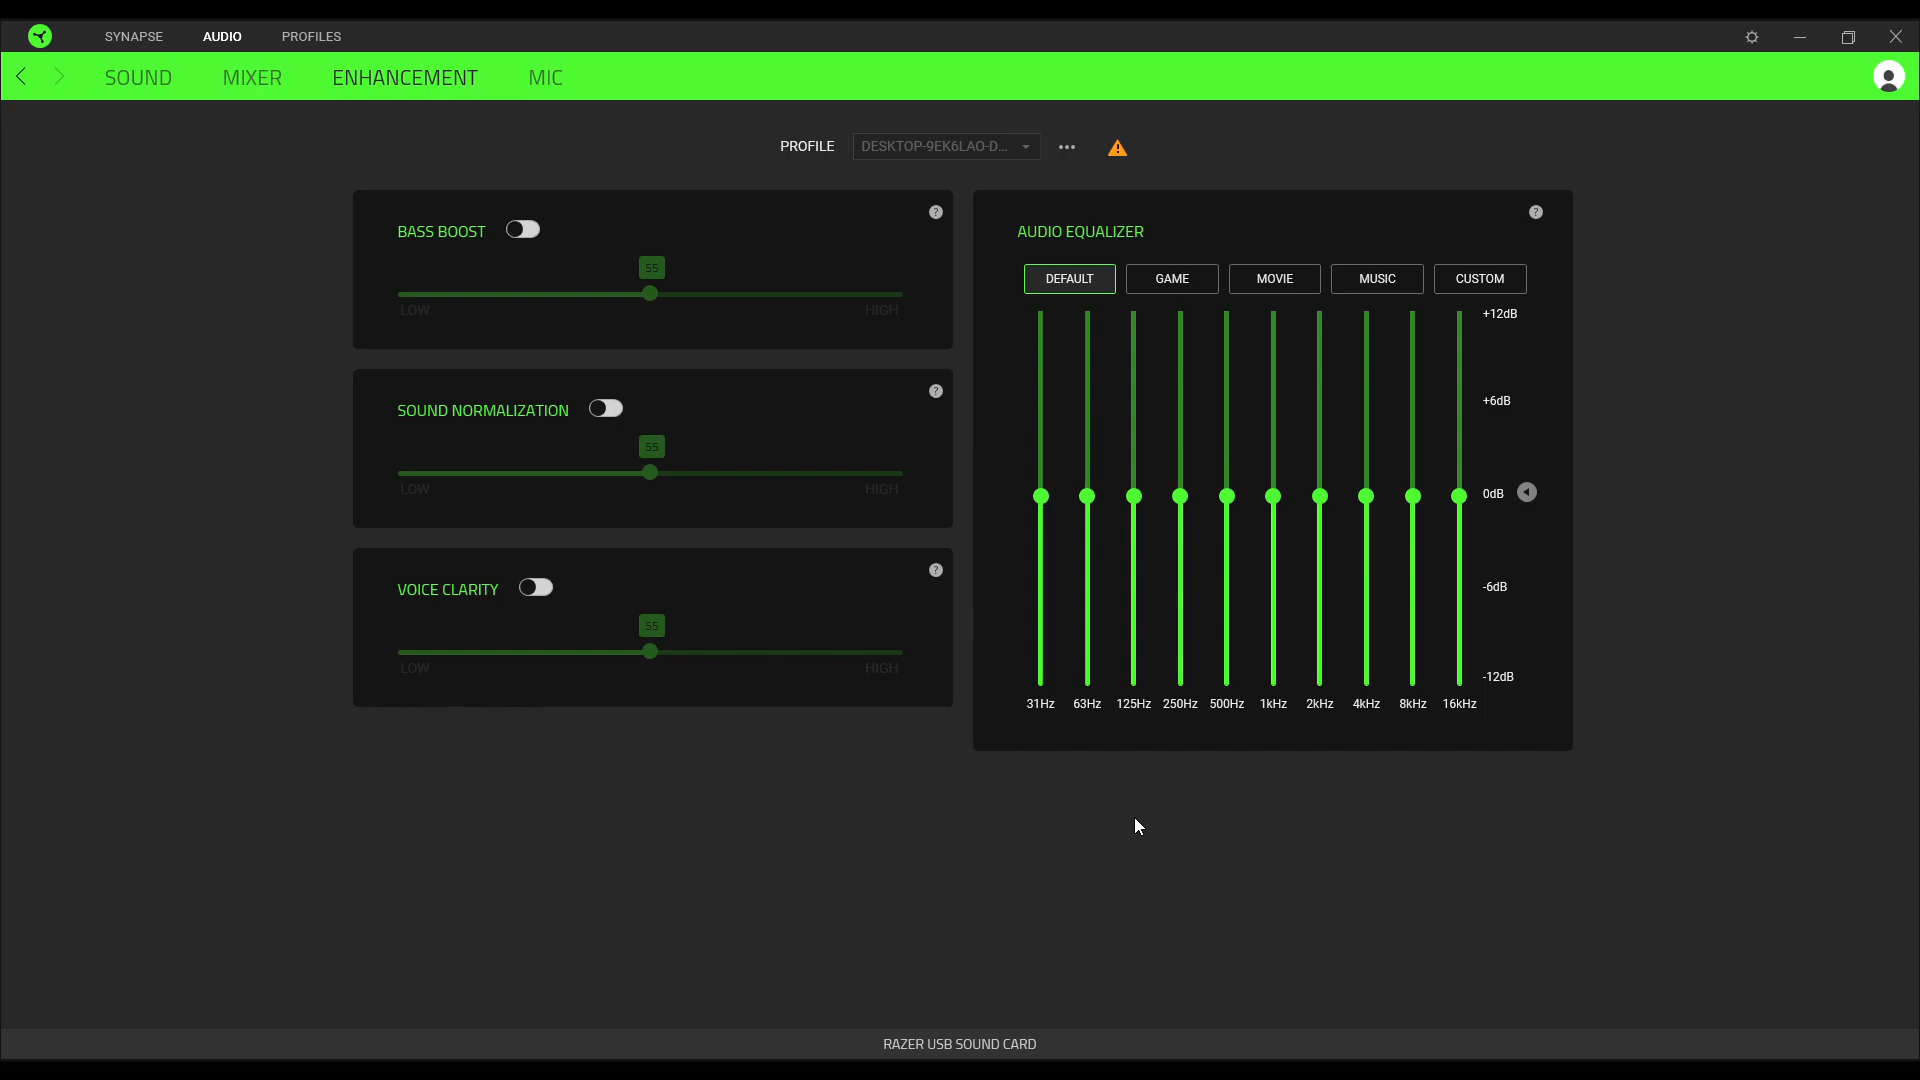 SYNAPSE AUDIO PROFILES
SOUND MIXER ENHANCEMENT MIC
PROFILE DESKTOP-9EK6LAO-D...
BASS BOOST
55
LOW HIGH
SOUND NORMALIZATION
55
LOW HIGH
VOICE CLARITY
55
LOW HIGH
AUDIO EQUALIZER
DEFAULT GAME MOVIE MUSIC CUSTOM
+12dB
+6dB
0dB
-6dB
-12dB
31Hz 63Hz 125Hz 250Hz 500Hz 1kHz 2kHz 4kHz 8kHz 16kHz
RAZER USB SOUND CARD